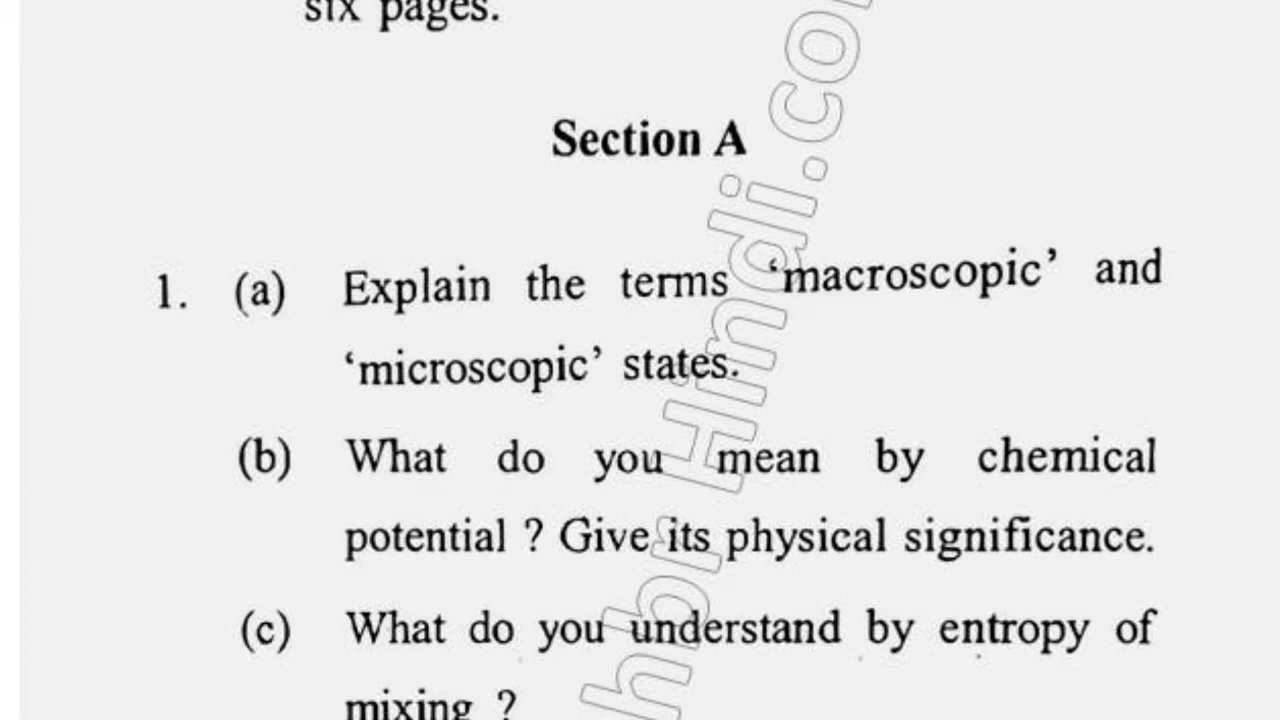 six pages.
Section A
1. (a) Explain the terms 'macroscopic' and
'microscopic' states.
(b) What do you mean by chemical
potential ? Give its physical significance.
(c) What do you understand by entropy of
mixing ?